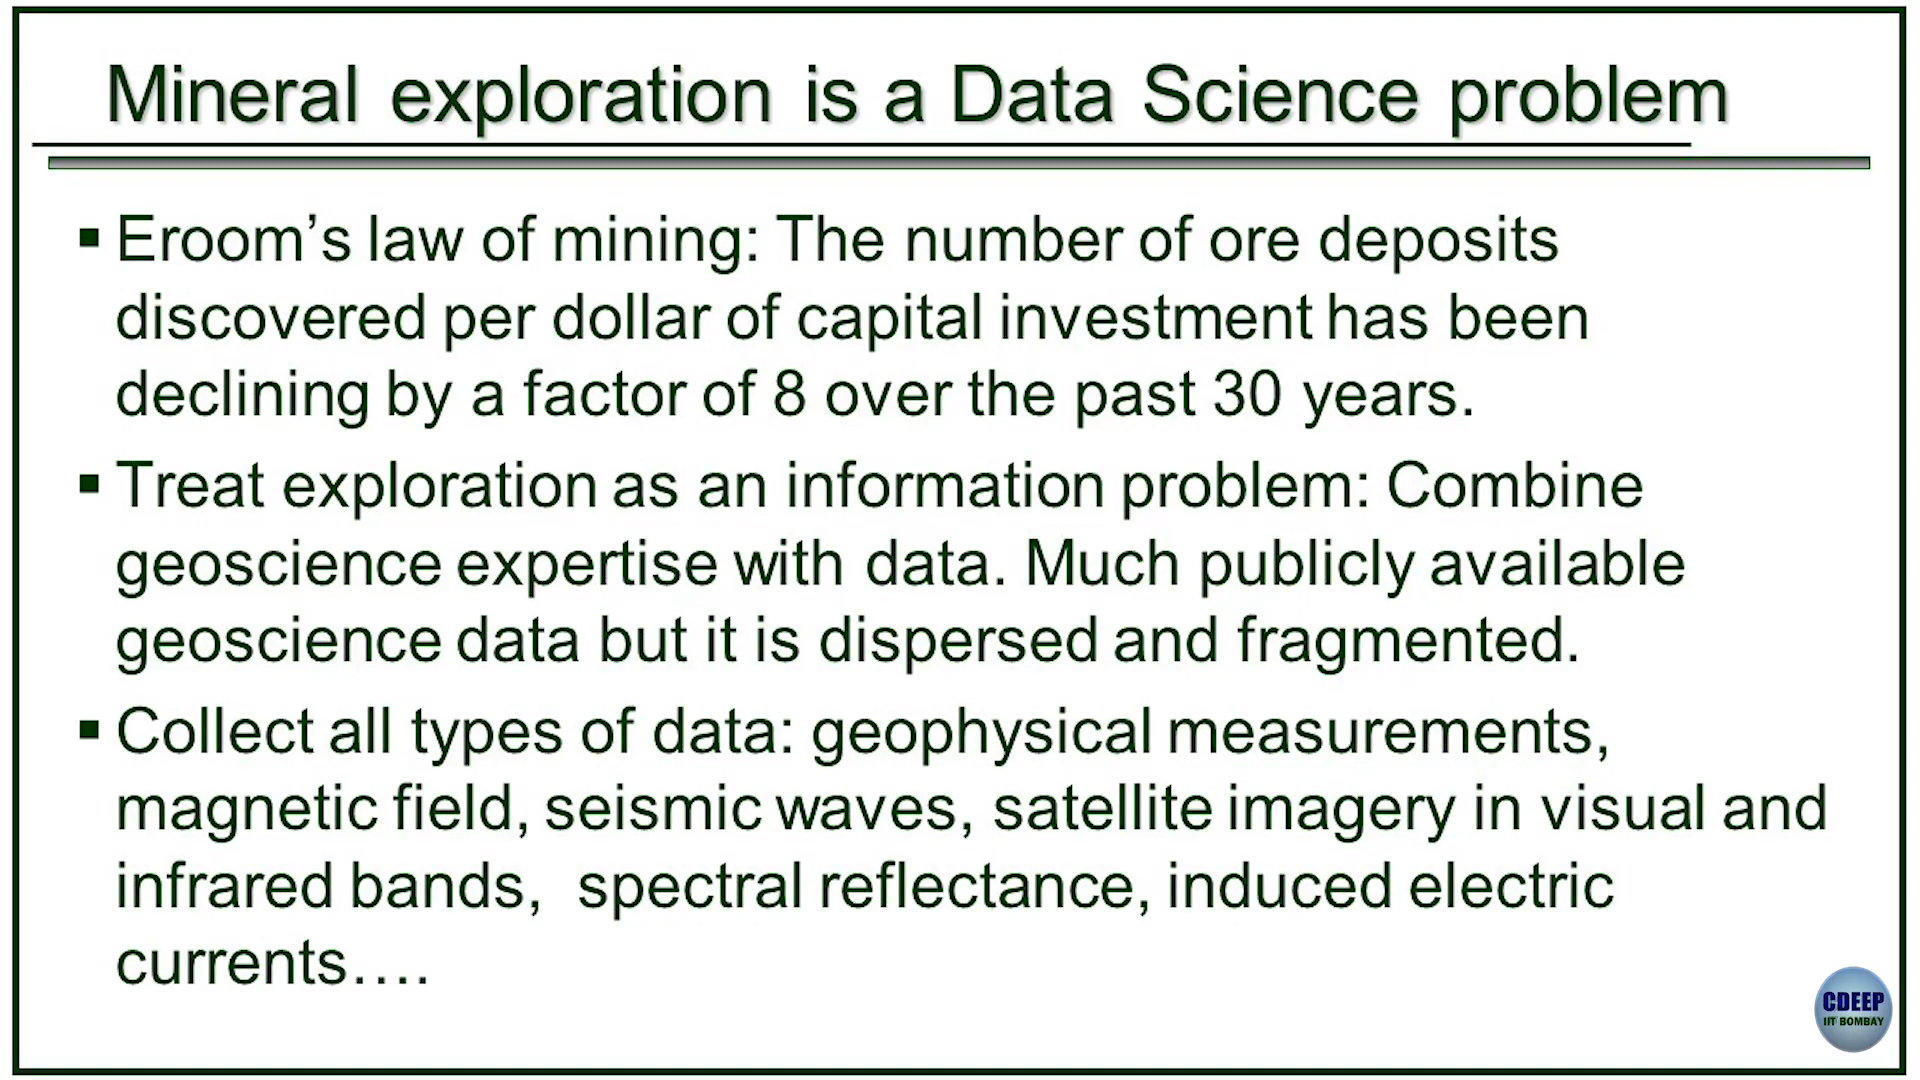 Mineral exploration is a Data Science problem
▪ Eroom’s law of mining: The number of ore deposits
discovered per dollar of capital investment has been
declining by a factor of 8 over the past 30 years.
▪ Treat exploration as an information problem: Combine
geoscience expertise with data. Much publicly available
geoscience data but it is dispersed and fragmented.
▪ Collect all types of data: geophysical measurements,
magnetic field, seismic waves, satellite imagery in visual and
infrared bands, spectral reflectance, induced electric
currents….
CDEEP
IIT BOMBAY